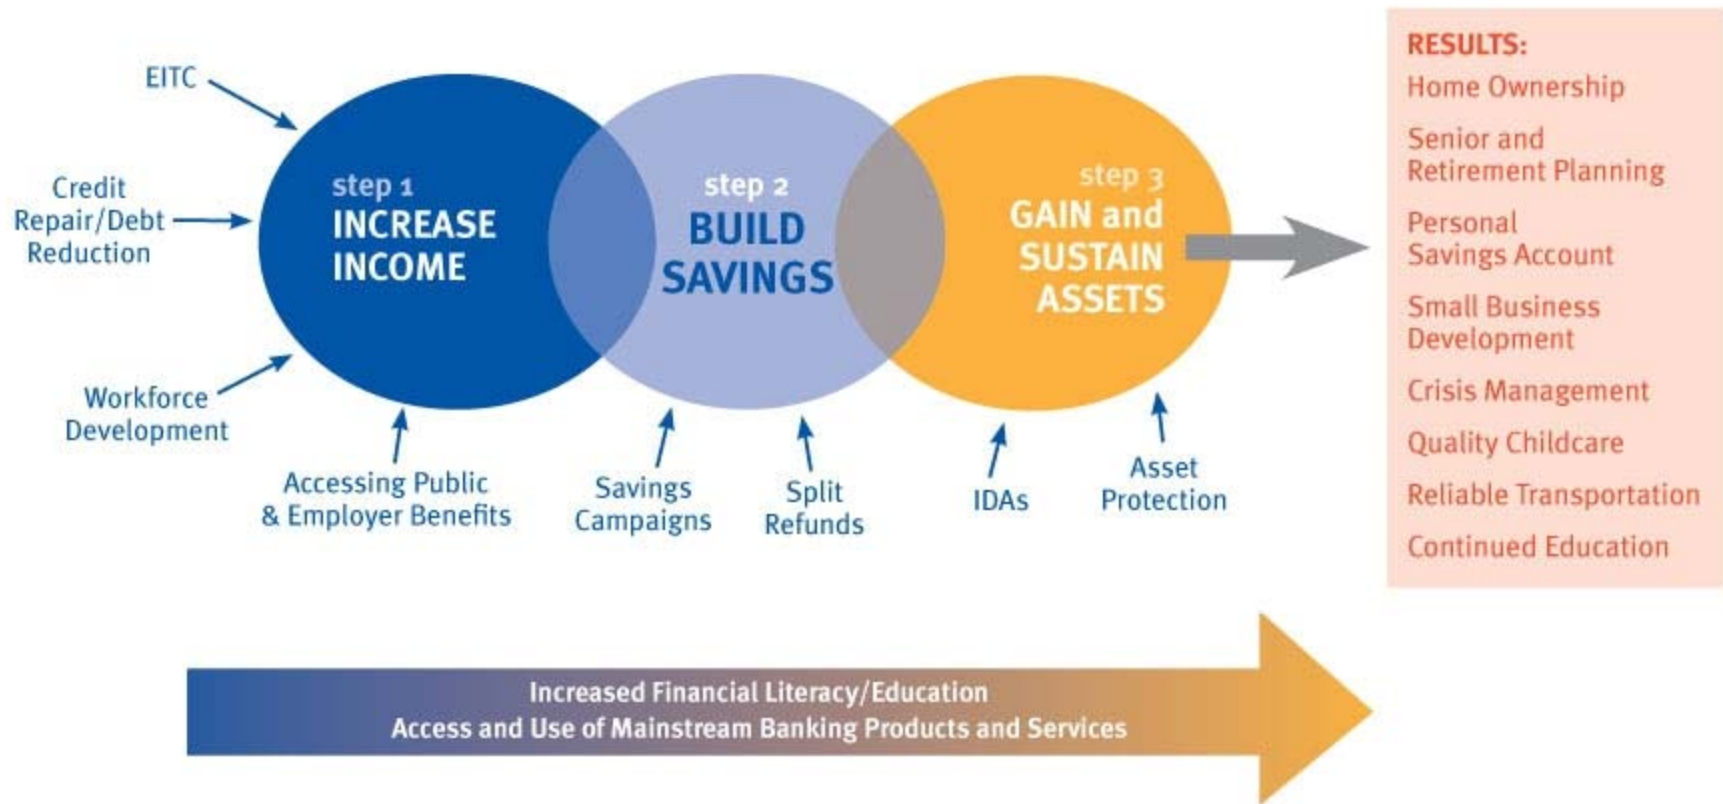 EITC
Credit
Repair/Debt
Reduction
Workforce
Development
Accessing Public
& Employer Benefits
step 1
INCREASE
INCOME
step 2
BUILD
SAVINGS
Savings
Campaigns
Split
Refunds
step 3
GAIN and
SUSTAIN
ASSETS
IDAs
Asset
Protection
RESULTS:
Home Ownership
Senior and
Retirement Planning
Personal
Savings Account
Small Business
Development
Crisis Management
Quality Childcare
Reliable Transportation
Continued Education
Increased Financial Literacy/Education
Access and Use of Mainstream Banking Products and Services